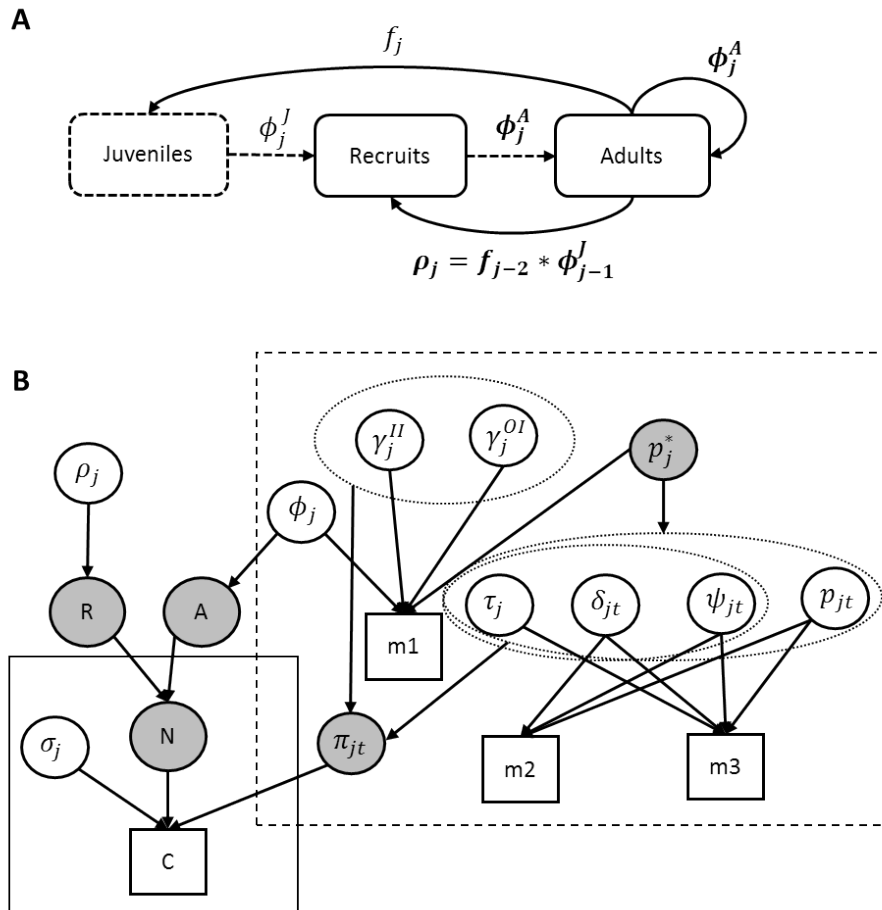 A
f_j
ϕ_j^A
Juveniles
ϕ_j^J
Recruits
ϕ_j^A
Adults
ρ_j = f_{j−2} * ϕ_{j−1}^J
B
γ_j^{II}
γ_j^{OI}
p_j^*
ρ_j
ϕ_j
R
A
m1
τ_j
δ_{jt}
ψ_{jt}
p_{jt}
σ_j
N
π_{jt}
m2
m3
C